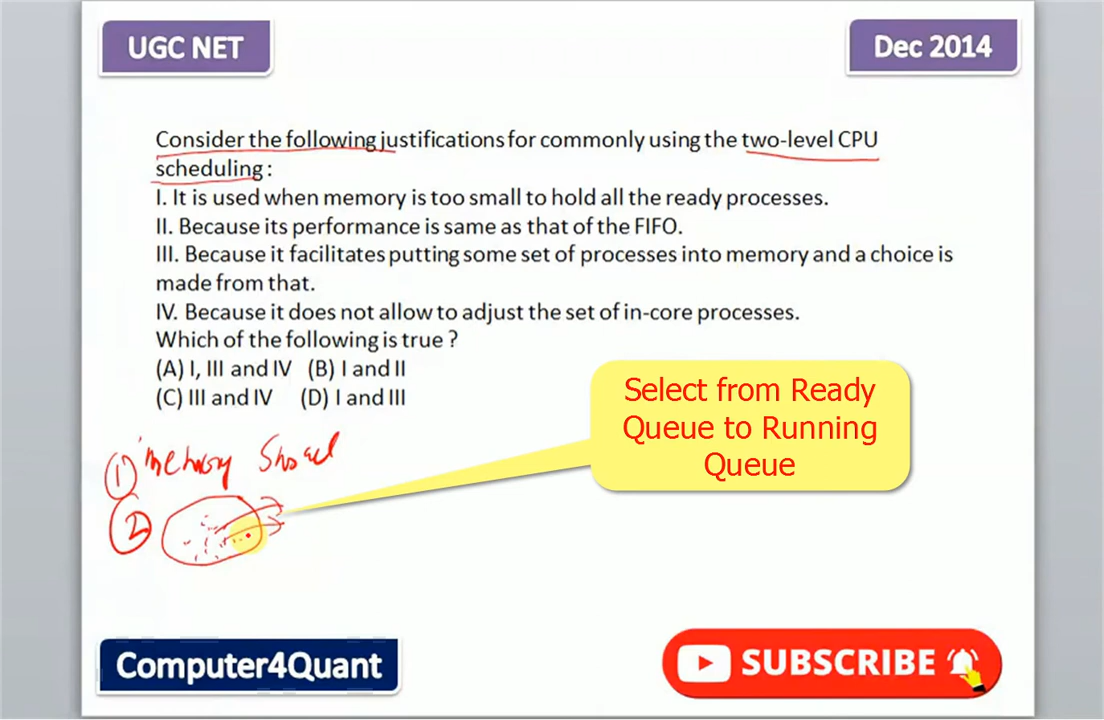 UGC NET
Dec 2014
Consider the following justifications for commonly using the two-level CPU
scheduling :
I. It is used when memory is too small to hold all the ready processes.
II. Because its performance is same as that of the FIFO.
III. Because it facilitates putting some set of processes into memory and a choice is
made from that.
IV. Because it does not allow to adjust the set of in-core processes.
Which of the following is true ?
(A) I, III and IV (B) I and II
(C) III and IV (D) I and III
Select from Ready
Queue to Running
Queue
1 memory
2
Computer4Quant
SUBSCRIBE